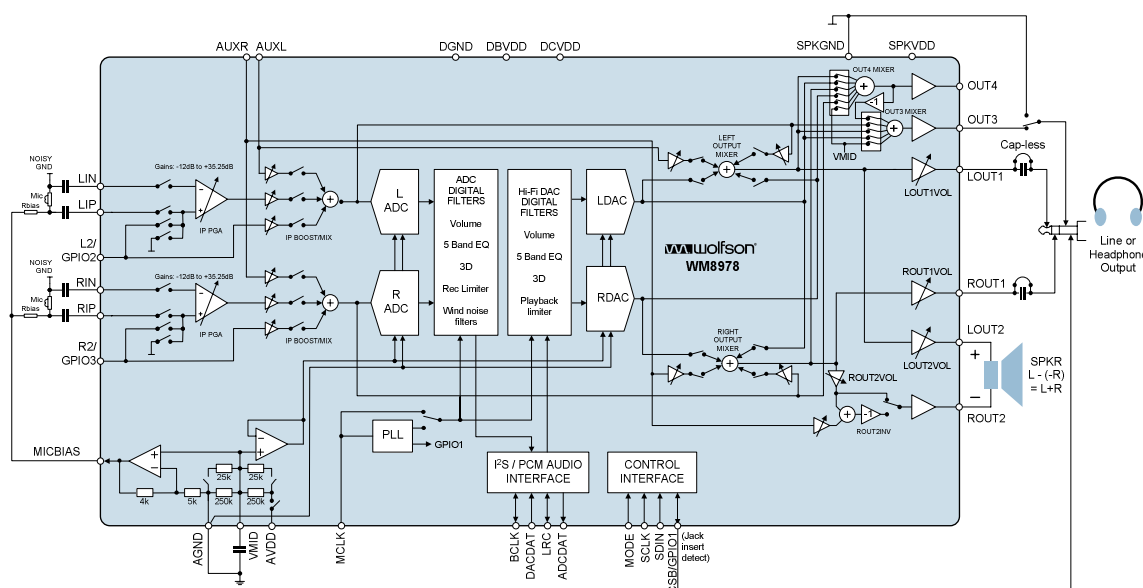 AUXR
AUXL
DGND
DBVDD
DCVDD
SPKGND
SPKVDD
OUT4 MIXER
OUT4
-1
OUT3 MIXER
OUT3
VMID
LEFT
OUTPUT
MIXER
Cap-less
LOUT1VOL
LOUT1
NOISY
GND
LIN
Mic
LIP
Rbias
Gains: -12dB to +35.25dB
IP PGA
IP BOOST/MIX
L2/
GPIO2
L
ADC
ADC
DIGITAL
FILTERS
Volume
5 Band EQ
3D
Rec Limiter
Wind noise
filters
Hi-Fi DAC
DIGITAL
FILTERS
Volume
5 Band EQ
3D
Playback
limiter
LDAC
wolfson®
WM8978
Line or
Headphone
Output
NOISY
GND
RIN
Mic
RIP
Rbias
Gains: -12dB to +35.25dB
IP PGA
IP BOOST/MIX
R2/
GPIO3
R
ADC
RDAC
ROUT1VOL
ROUT1
RIGHT
OUTPUT
MIXER
LOUT2
LOUT2VOL
+
SPKR
L - (-R)
= L+R
–
ROUT2VOL
-1
ROUT2INV
ROUT2
MICBIAS
PLL
GPIO1
25k
25k
4k
5k
250k
250k
I²S / PCM AUDIO
INTERFACE
CONTROL
INTERFACE
AGND
VMID
AVDD
MCLK
BCLK
DACDAT
LRC
ADCDAT
MODE
SCLK
SDIN
CSB/GPIO1
(Jack
insert
detect)